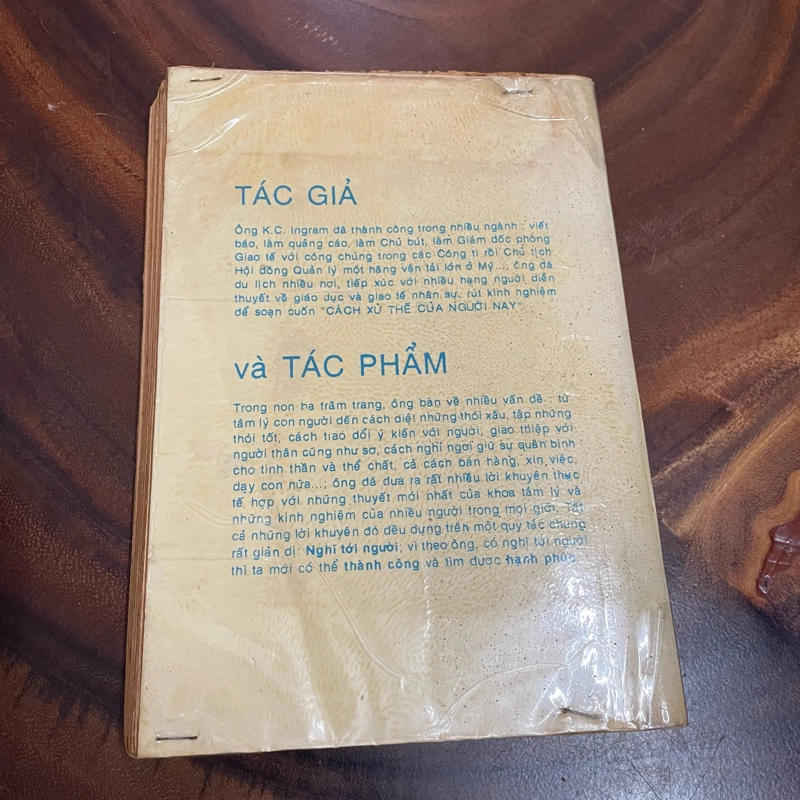 TÁC GIẢ
Ông K.C. Ingram đã thành công trong nhiều ngành : viết
báo, làm quảng cáo, làm Chủ bút, làm Giám đốc phòng
Giao tế với công chúng trong các Công ti rồi Chủ tịch
Hội đồng Quản lý một hãng vận tải lớn ở Mỹ..., ông đã
du lịch nhiều nơi, tiếp xúc với nhiều hạng người diễn
thuyết về giáo dục và giao tế nhân sự, rút kinh nghiệm
để soạn cuốn "CÁCH XỬ THẾ CỦA NGƯỜI NAY".
và TÁC PHẨM
Trong non ba trăm trang, ông bàn về nhiều vấn đề : từ
tâm lý con người đến cách diệt những thói xấu, tập những
thói tốt, cách trao đổi ý kiến với người, giao thiệp với
người thân cũng như sơ, cách nghỉ ngơi giữ sự quân bình
cho tinh thần và thể chất, cả cách bán hàng, xin việc,
dạy con nữa...; ông đã đưa ra rất nhiều lời khuyên thực
tế hợp với những thuyết mới nhất của khoa tâm lý và
những kinh nghiệm của nhiều người trong mọi giới. Tất
cả những lời khuyên đó đều dựng trên một quy tắc chung
rất giản dị: Nghĩ tới người; vì theo ông, có nghĩ tới người
thì ta mới có thể thành công và tìm được hạnh phúc.